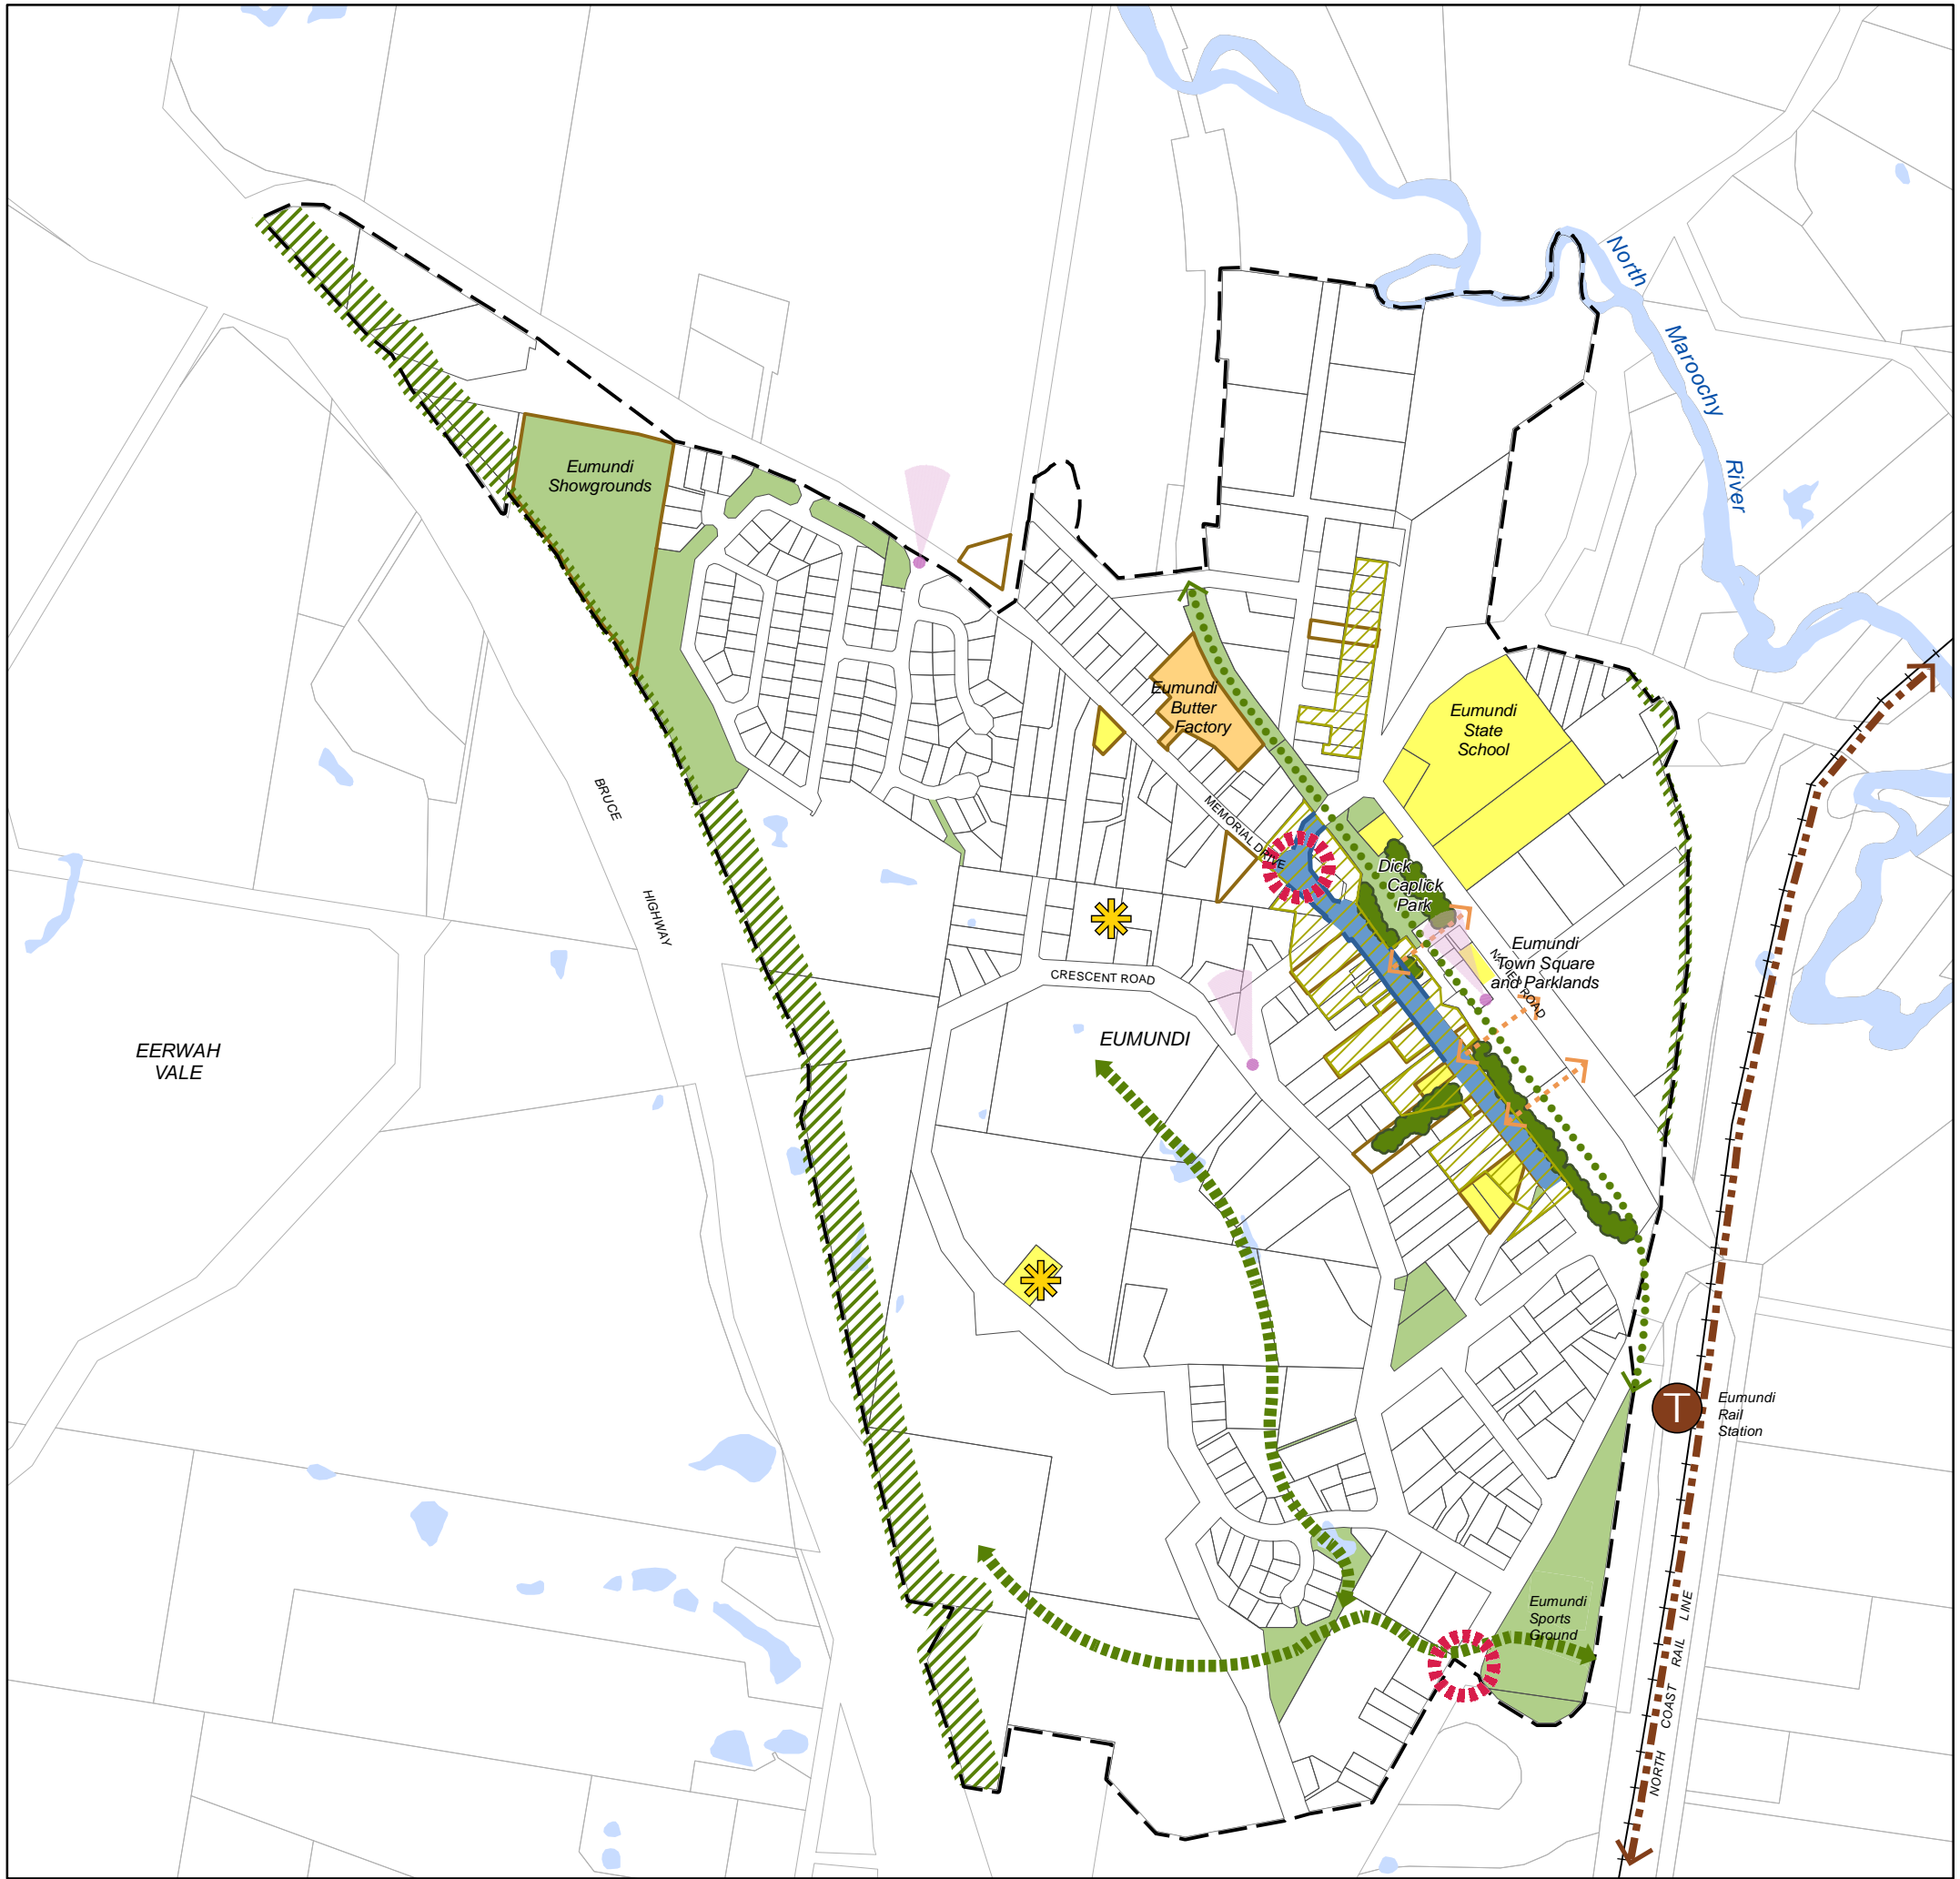 North
Maroochy
River
Eumundi
Showgrounds
Eumundi
Butter
Factory
Eumundi
State
School
BRUCE
HIGHWAY
MEMORIAL DRIVE
Dick
Caplick
Park
Eumundi
Town Square
and Parklands
ROAD
CRESCENT ROAD
EUMUNDI
EERWAH
VALE
T
Eumundi
Rail
Station
Eumundi
Sports
Ground
NORTH COAST RAIL LINE